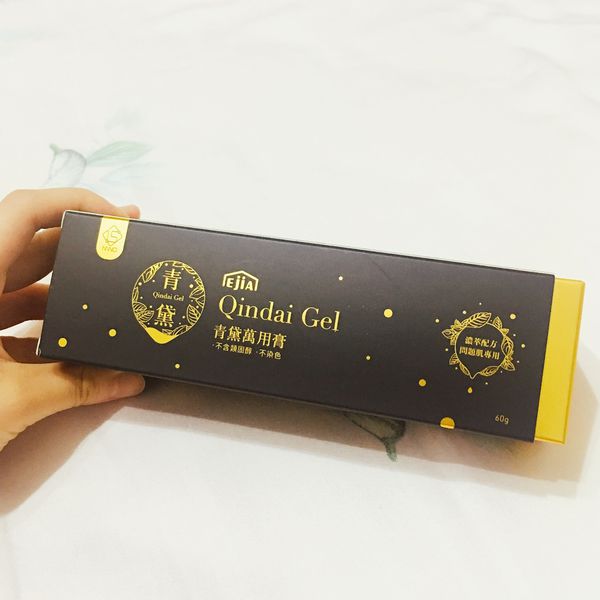 NWG
青
Qindai Gel
黛
EJIA
Qindai Gel
青黛萬用膏
·不含類固醇·不染色
濃萃配方
問題肌專用
60g